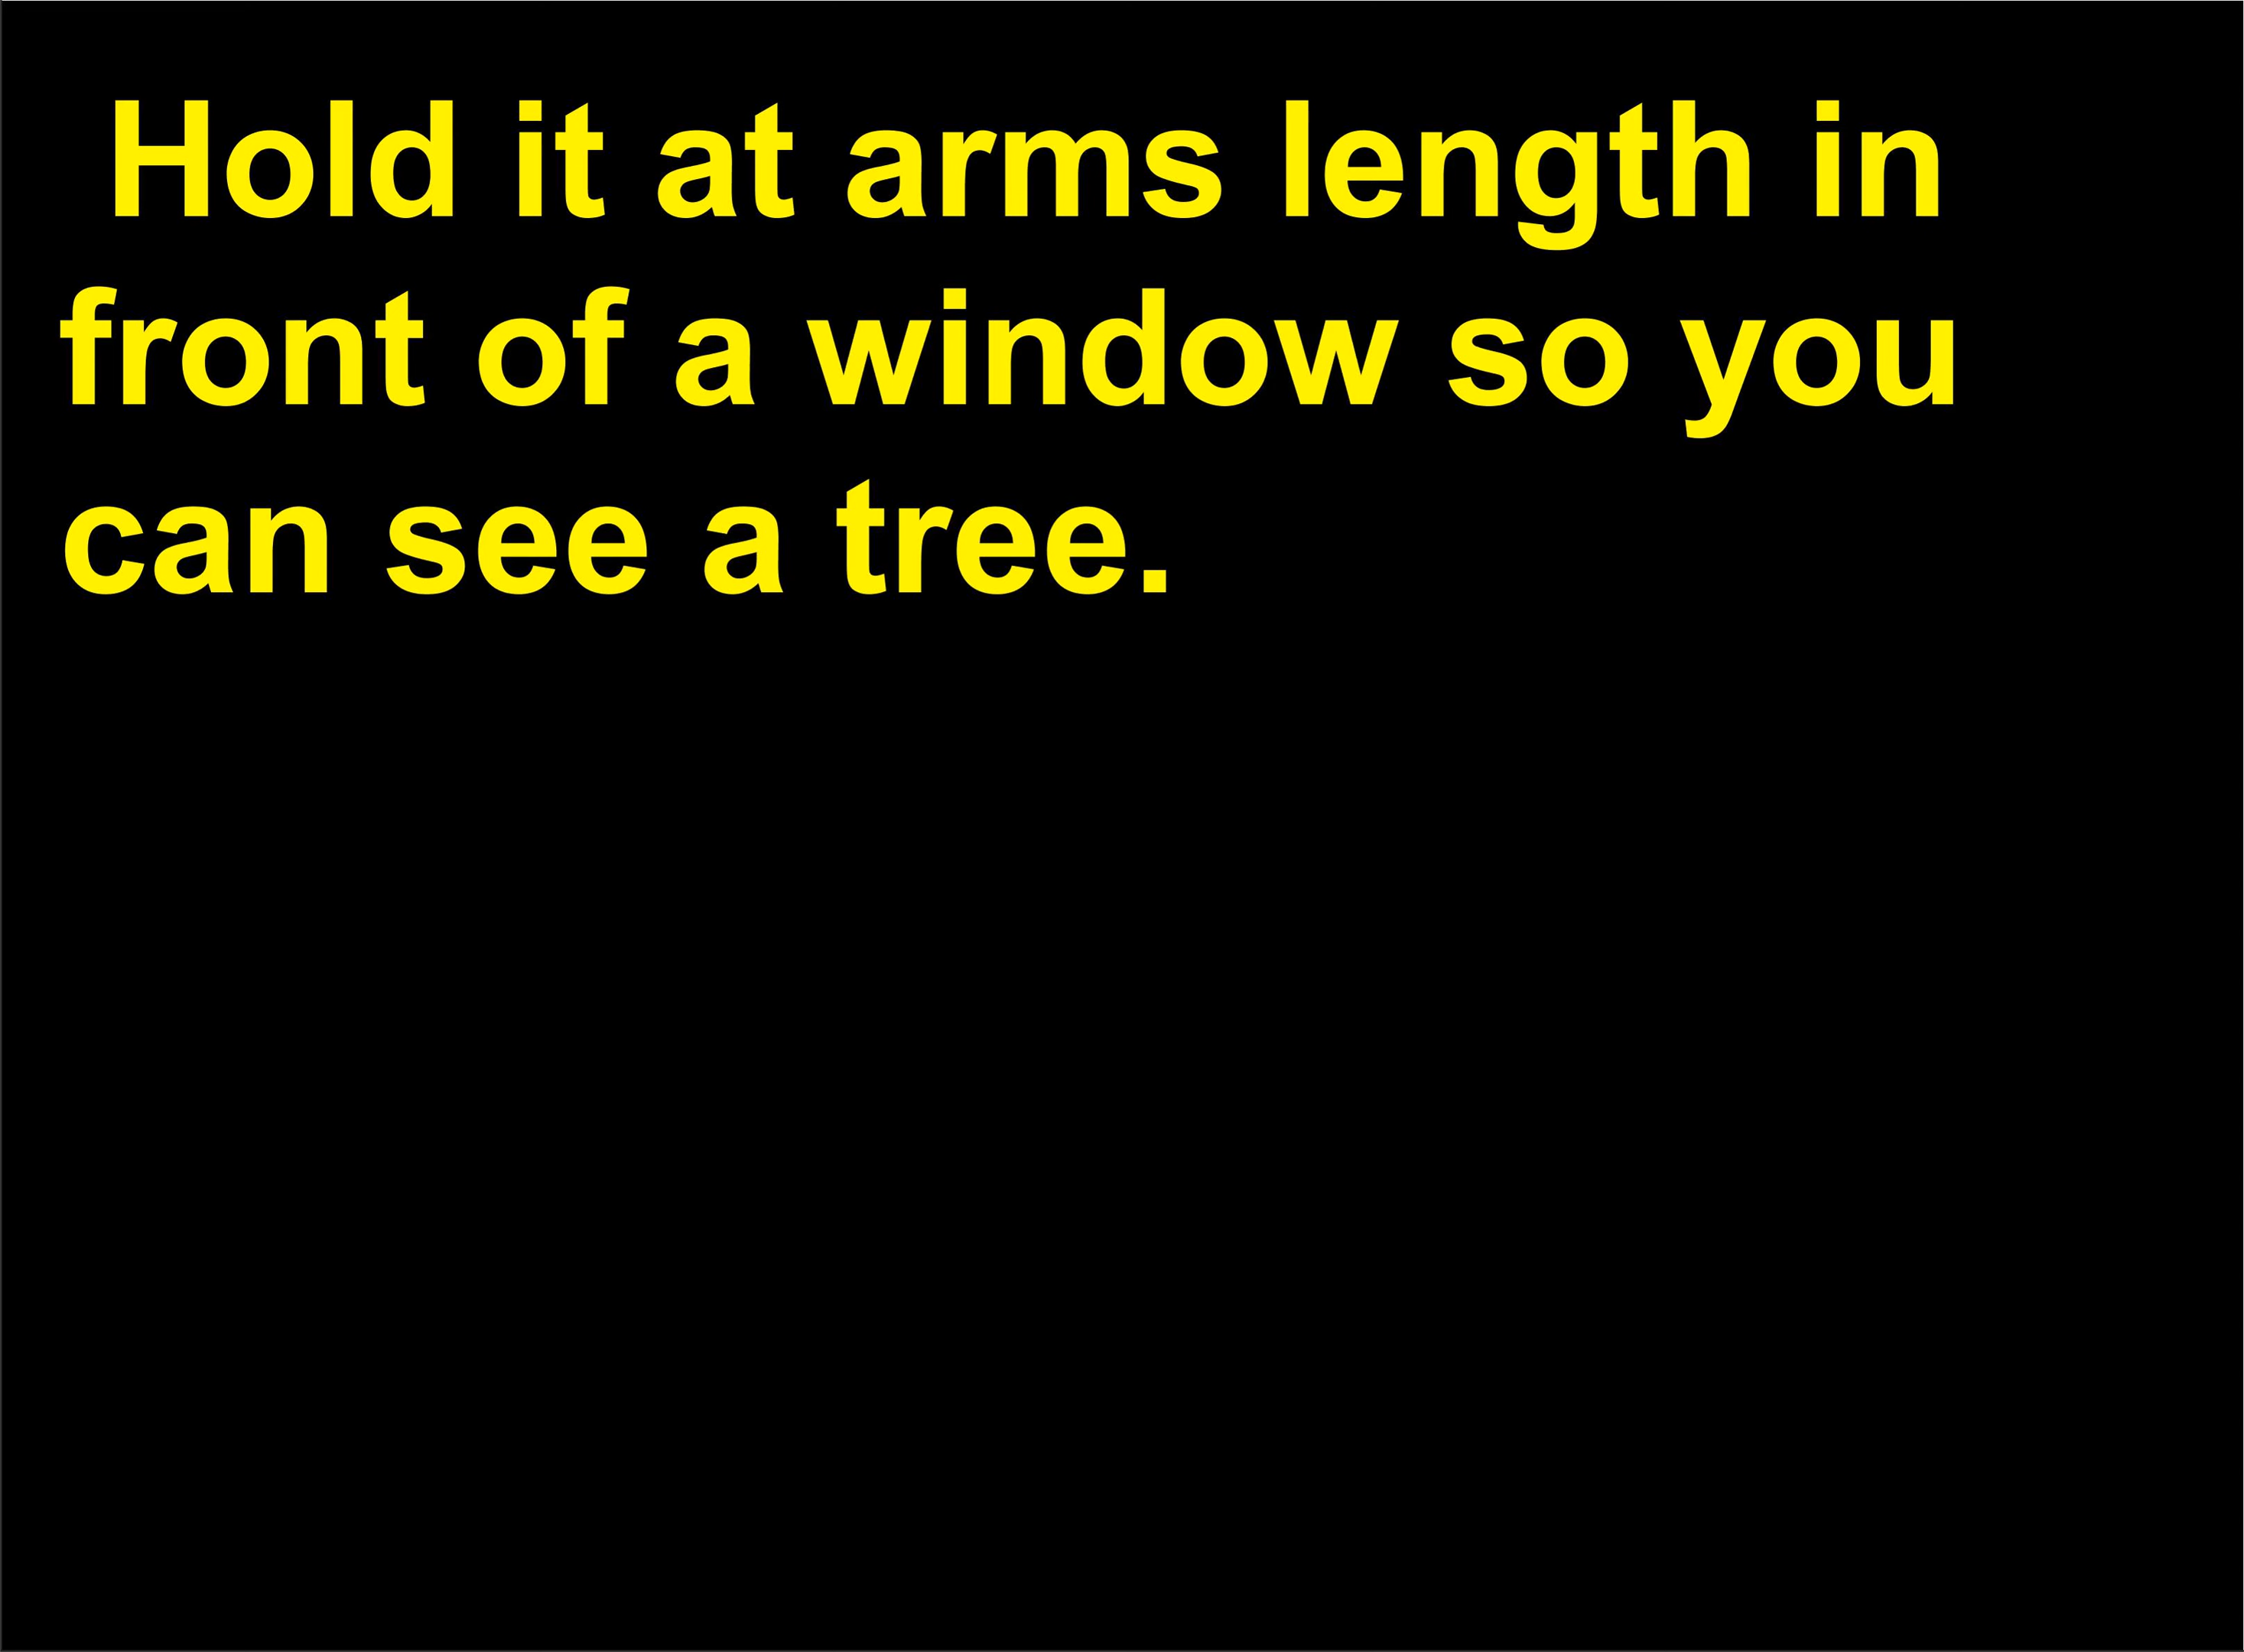 Hold it at arms length in
front of a window so you
can see a tree.